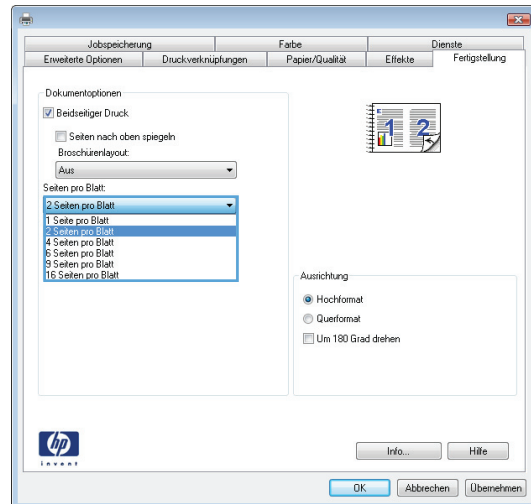 Jobspeicherung Farbe Dienste
Erweiterte Optionen Druckverknüpfungen Papier/Qualität Effekte Fertigstellung
Dokumentoptionen
Beidseitiger Druck
Seiten nach oben spiegeln
Broschürenlayout:
Aus
Seiten pro Blatt:
2 Seiten pro Blatt
1 Seite pro Blatt
2 Seiten pro Blatt
4 Seiten pro Blatt
6 Seiten pro Blatt
9 Seiten pro Blatt
16 Seiten pro Blatt
1 2
Ausrichtung
Hochformat
Querformat
Um 180 Grad drehen
hp
invent
Info... Hilfe
OK Abbrechen Übernehmen